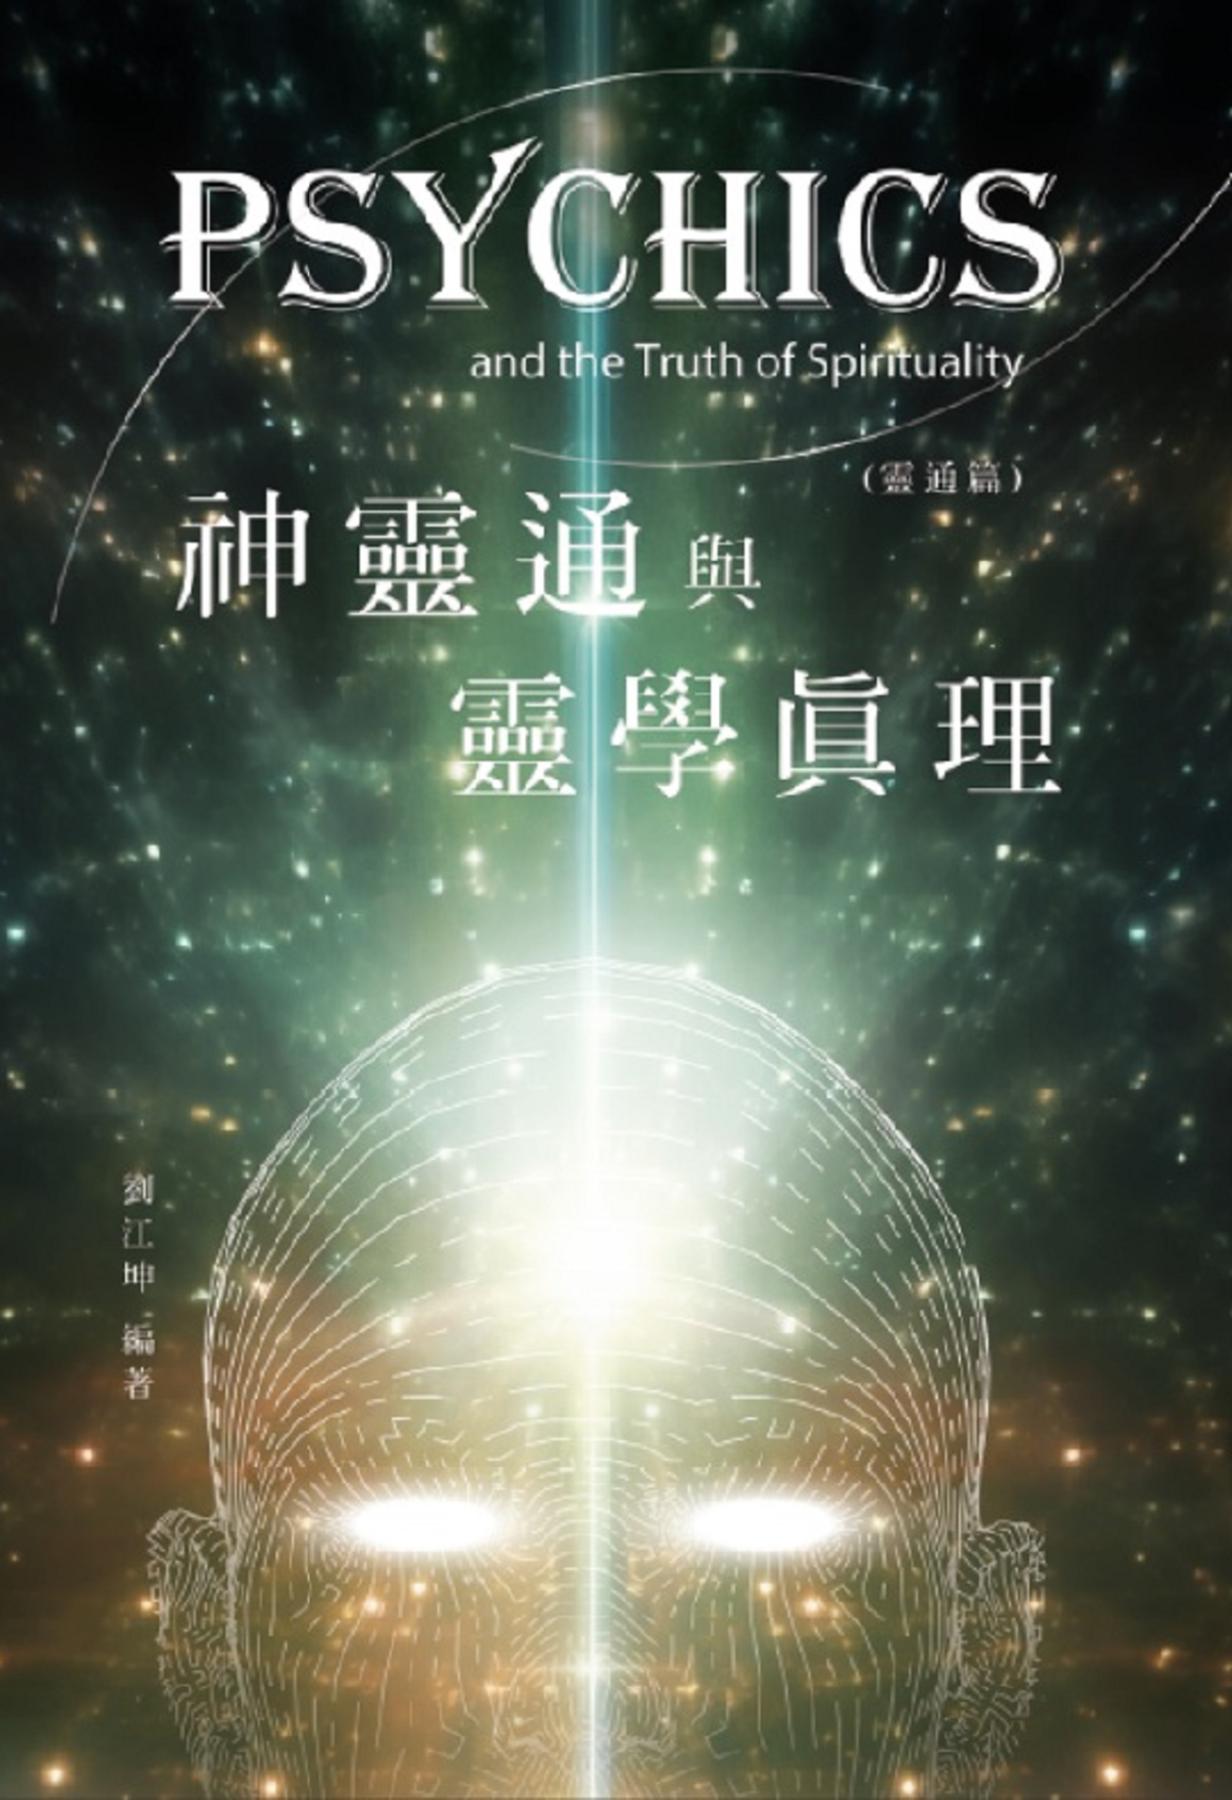 PSYCHICS
and the Truth of Spirituality
(靈通篇)
神靈通與
靈學眞理
劉江坤 編著